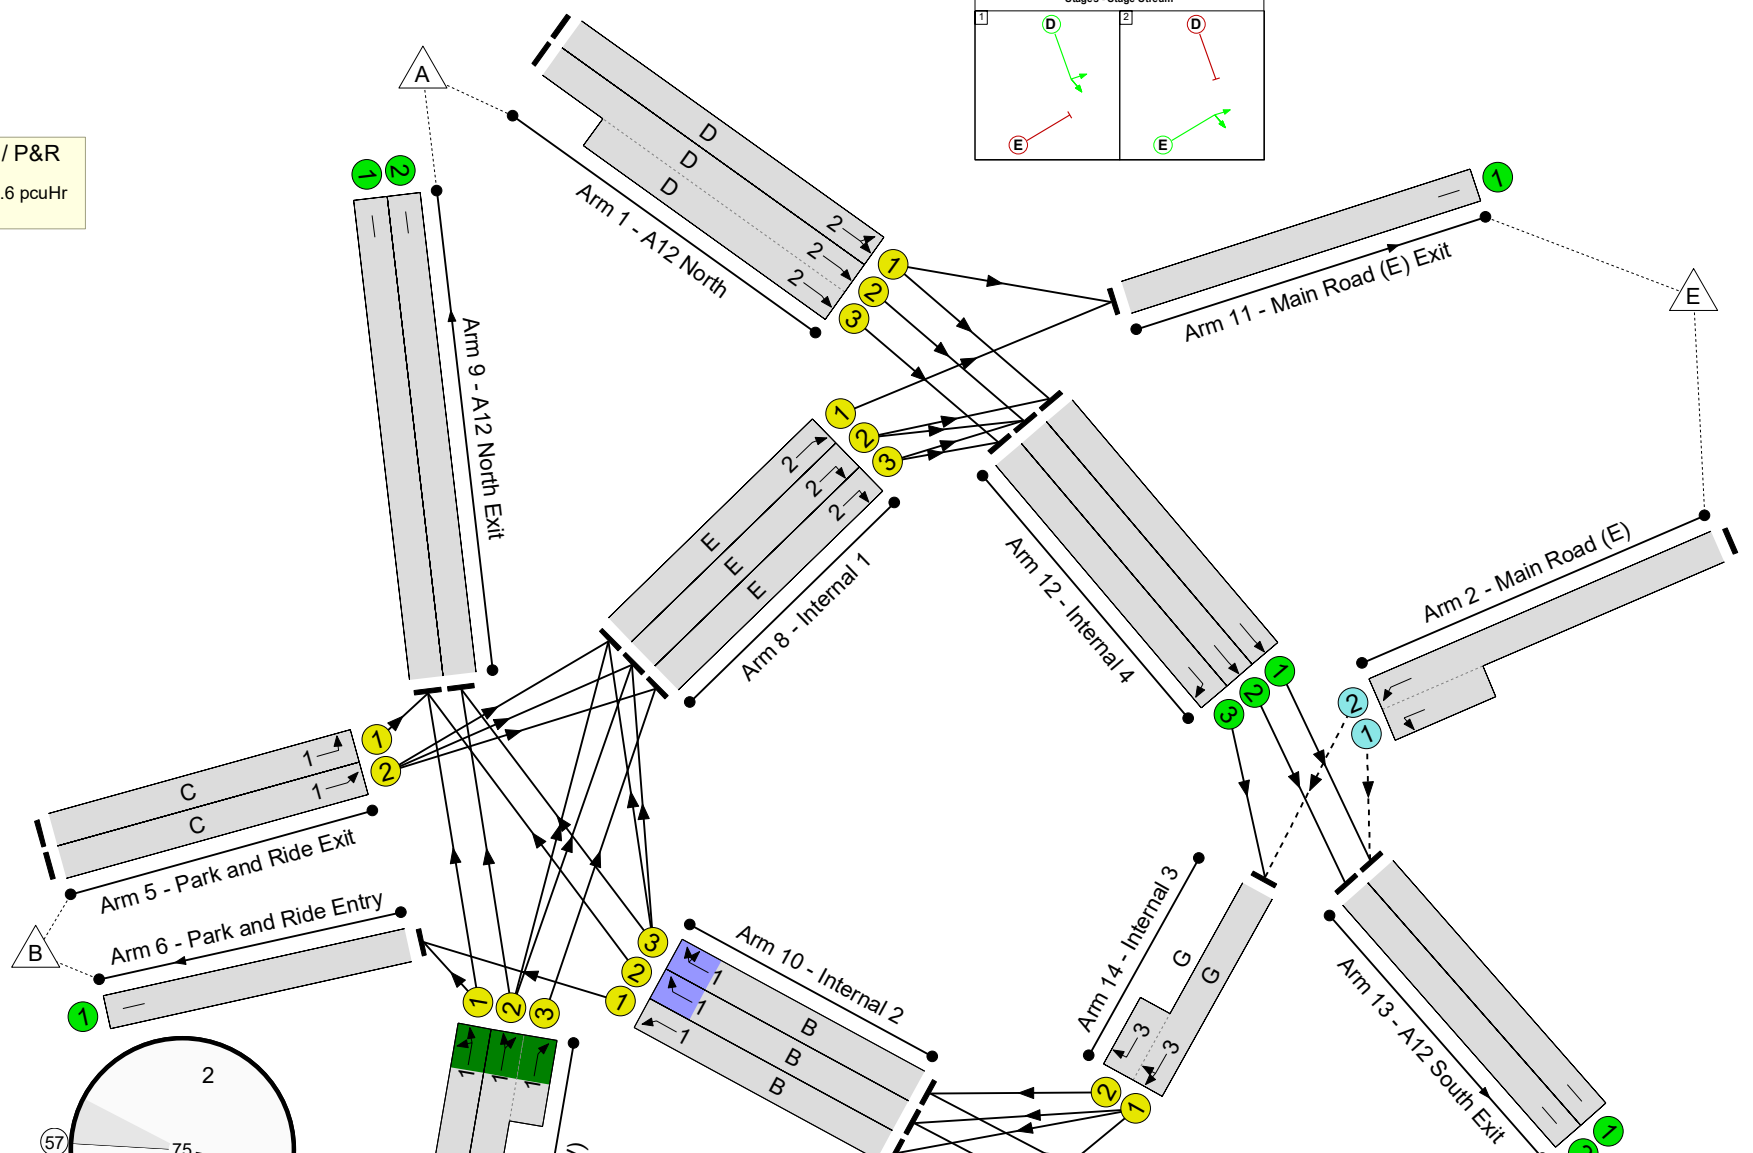 1
2
D
E
D
E
/ P&R
.6 pcuHr
A
1
2
D
D
D
2
2
2
1
2
3
Arm 1 - A12 North
1
Arm 11 - Main Road (E) Exit
E
Arm 9 - A12 North Exit
1
2
3
2
2
2
E
E
E
Arm 8 - Internal 1
Arm 12 - Internal 4
1
2
3
Arm 2 - Main Road (E)
2
1
C
C
1
1
1
2
Arm 5 - Park and Ride Exit
Arm 6 - Park and Ride Entry
B
1
1
2
3
1
1
1
3
2
1
1
1
1
B
B
B
Arm 10 - Internal 2
Arm 14 - Internal 3
G
G
3
3
2
1
Arm 13 - A12 South Exit
1
2
57
75